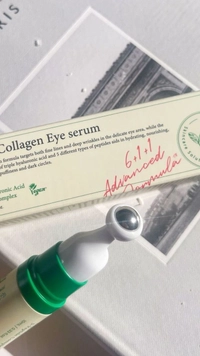 RIS
Collagen Eye serum
formula targets both fine lines and deep wrinkles in the delicate eye area, while the
of triple hyaluronic acid and 5 different types of peptides aids in hydrating, nourishing,
puffiness and dark circles.
6+1+1
Advanced
Formula
ronic Acid
Complex
Vegan